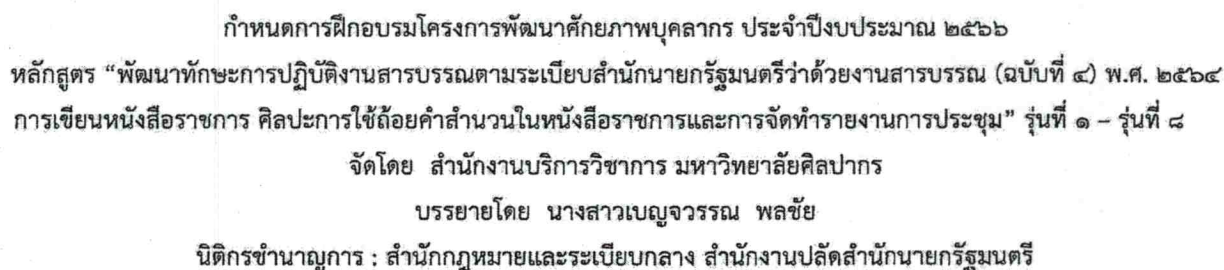 กำหนดการฝึกอบรมโครงการพัฒนาศักยภาพบุคลากร ประจำปีงบประมาณ ๒๕๖๖
หลักสูตร “พัฒนาทักษะการปฏิบัติงานสารบรรณตามระเบียบสำนักนายกรัฐมนตรีว่าด้วยงานสารบรรณ (ฉบับที่ ๔) พ.ศ. ๒๕๖๔
การเขียนหนังสือราชการ ศิลปะการใช้ถ้อยคำสำนวนในหนังสือราชการและการจัดทำรายงานการประชุม” รุ่นที่ ๑ – รุ่นที่ ๘
จัดโดย สำนักงานบริการวิชาการ มหาวิทยาลัยศิลปากร
บรรยายโดย นางสาวเบญจวรรณ พลชัย
นิติกรชำนาญการ : สำนักกฎหมายและระเบียบกลาง สำนักงานปลัดสำนักนายกรัฐมนตรี